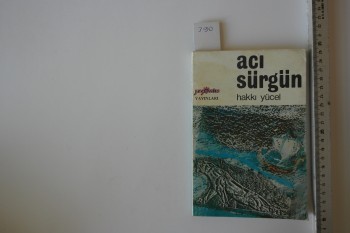 acı
sürgün
hakkı yücel
YAYINLARI